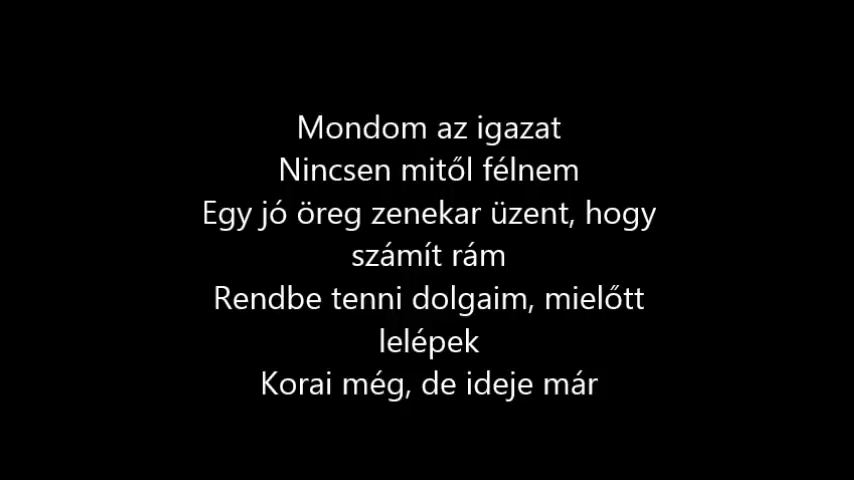 Mondom az igazat
Nincsen mitől félnem
Egy jó öreg zenekar üzent, hogy
számít rám
Rendbe tenni dolgaim, mielőtt
lelépek
Korai még, de ideje már